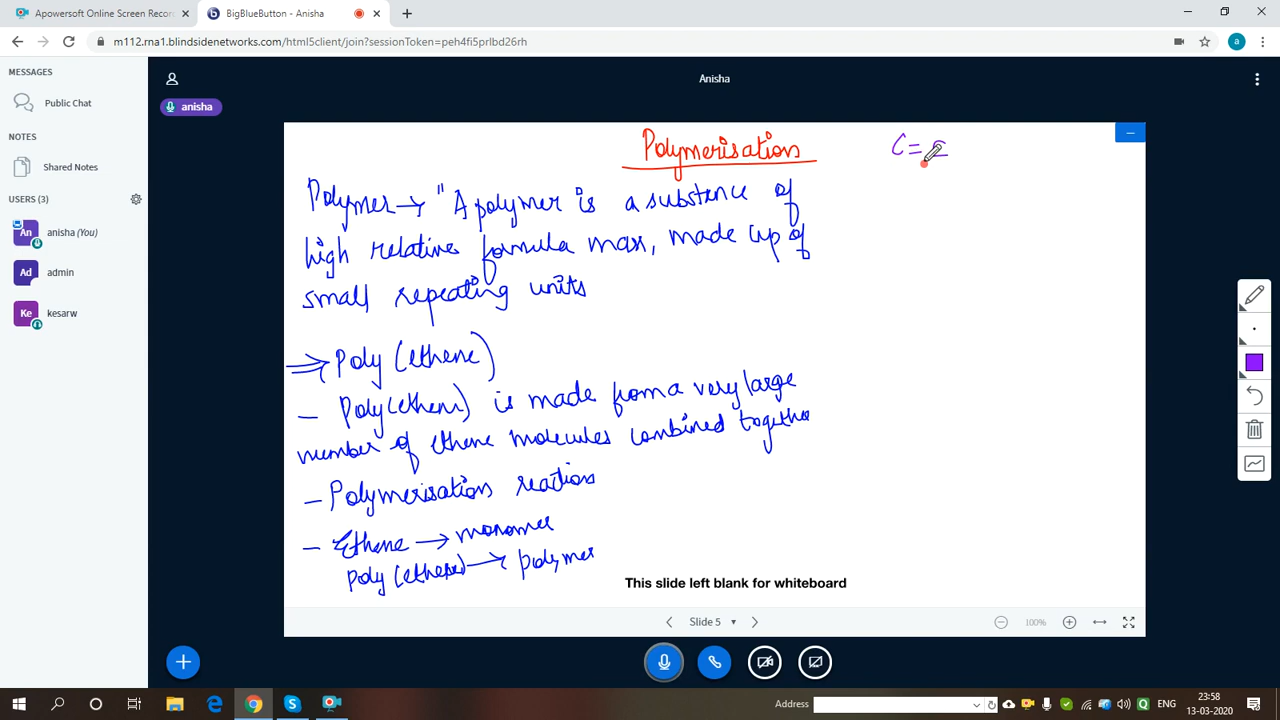 Apowersoft Online Screen Recor
BigBlueButton - Anisha
m112.rna1.blindsidenetworks.com/html5client/join?sessionToken=peh4fi5prlbd26rh
a
MESSAGES
Public Chat
NOTES
Shared Notes
USERS (3)
An
anisha (You)
Ad
admin
Ke
kesarw
Anisha
anisha
Polymerisation
C=
Polymer → "A polymer is a substance of
high relative formula mass, made up of
small repeating units
⇒ Poly (ethene)
- Poly(ethene) is made from a very large
number of ethene molecules combined together
- Polymerisation reaction
- Ethene → monomer
Poly (ethene) → polymer
This slide left blank for whiteboard
Slide 5
100%
Address
ENG
23:58
13-03-2020